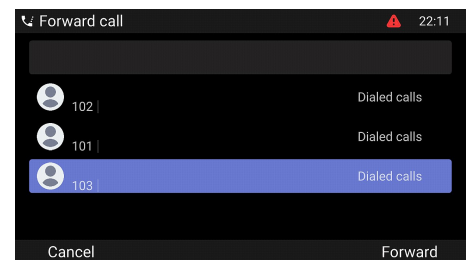 Forward call 22:11
102 | Dialed calls
101 | Dialed calls
103 | Dialed calls
Cancel Forward